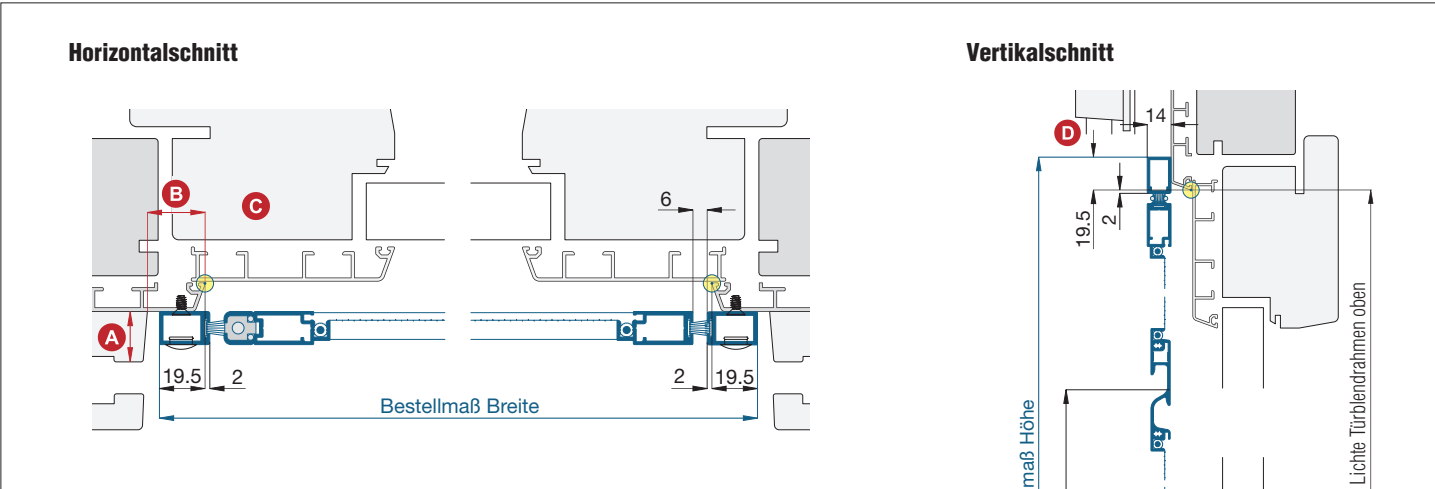 Horizontalschnitt
Vertikalschnitt
B
C
6
A
19.5
2
2
19.5
Bestellmaß Breite
D
14
19.5
2
maß Höhe
Lichte Türblendrahmen oben